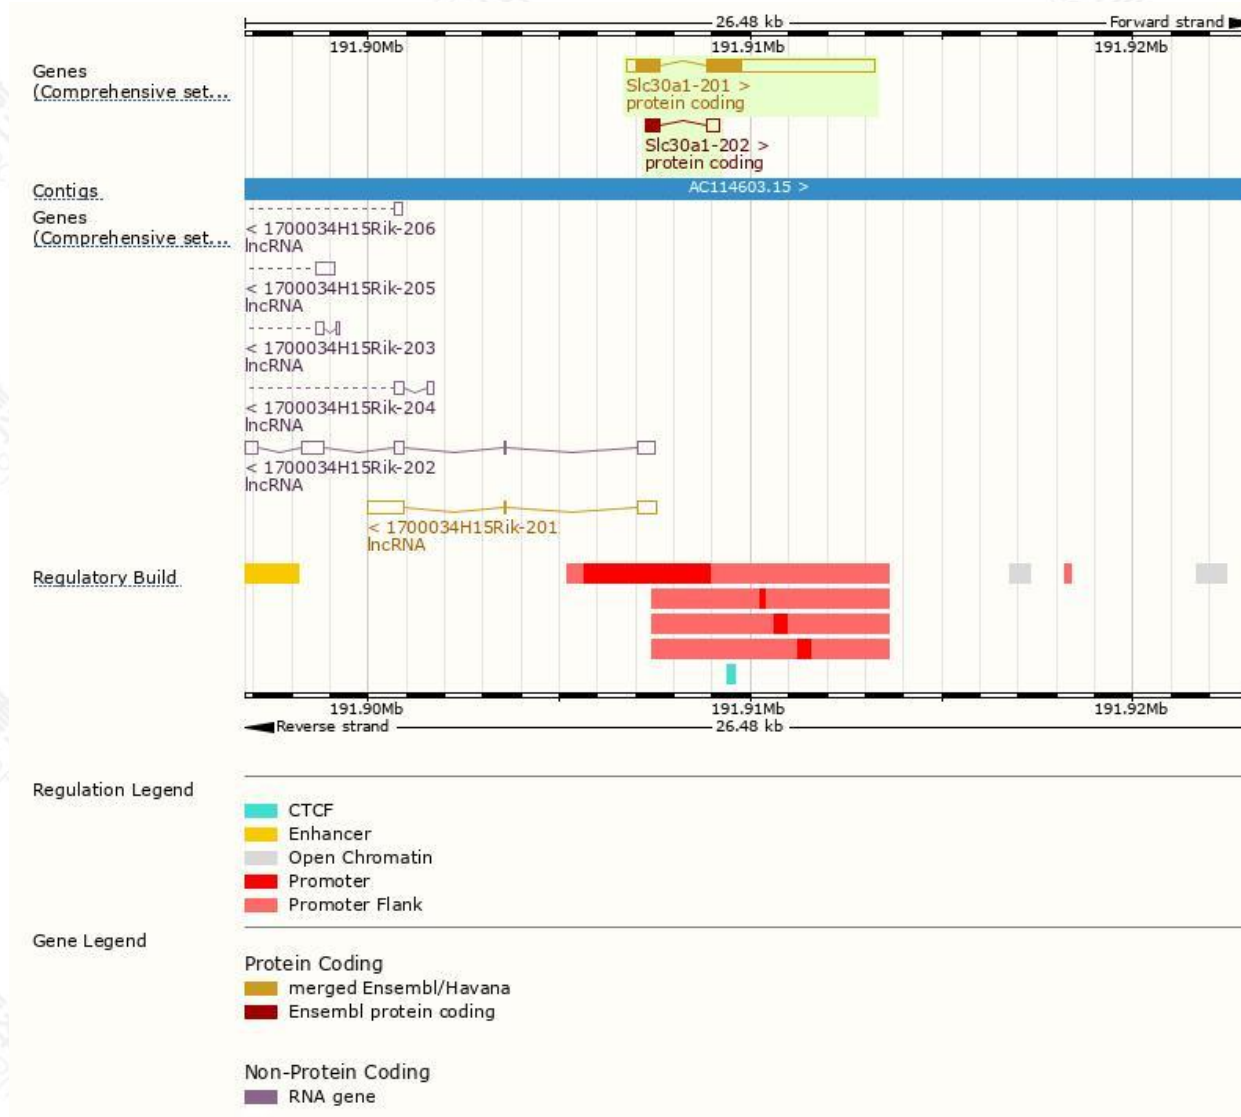 26.48 kb Forward strand
191.90Mb 191.91Mb 191.92Mb
Genes
(Comprehensive set...
Slc30a1-201 >
protein coding
Slc30a1-202 >
protein coding
Contigs
AC114603.15 >
Genes
(Comprehensive set...
< 1700034H15Rik-206
lncRNA
< 1700034H15Rik-205
lncRNA
< 1700034H15Rik-203
lncRNA
< 1700034H15Rik-204
lncRNA
< 1700034H15Rik-202
lncRNA
< 1700034H15Rik-201
lncRNA
Regulatory Build
191.90Mb 191.91Mb 191.92Mb
Reverse strand 26.48 kb
Regulation Legend
CTCF
Enhancer
Open Chromatin
Promoter
Promoter Flank
Gene Legend
Protein Coding
merged Ensembl/Havana
Ensembl protein coding
Non-Protein Coding
RNA gene